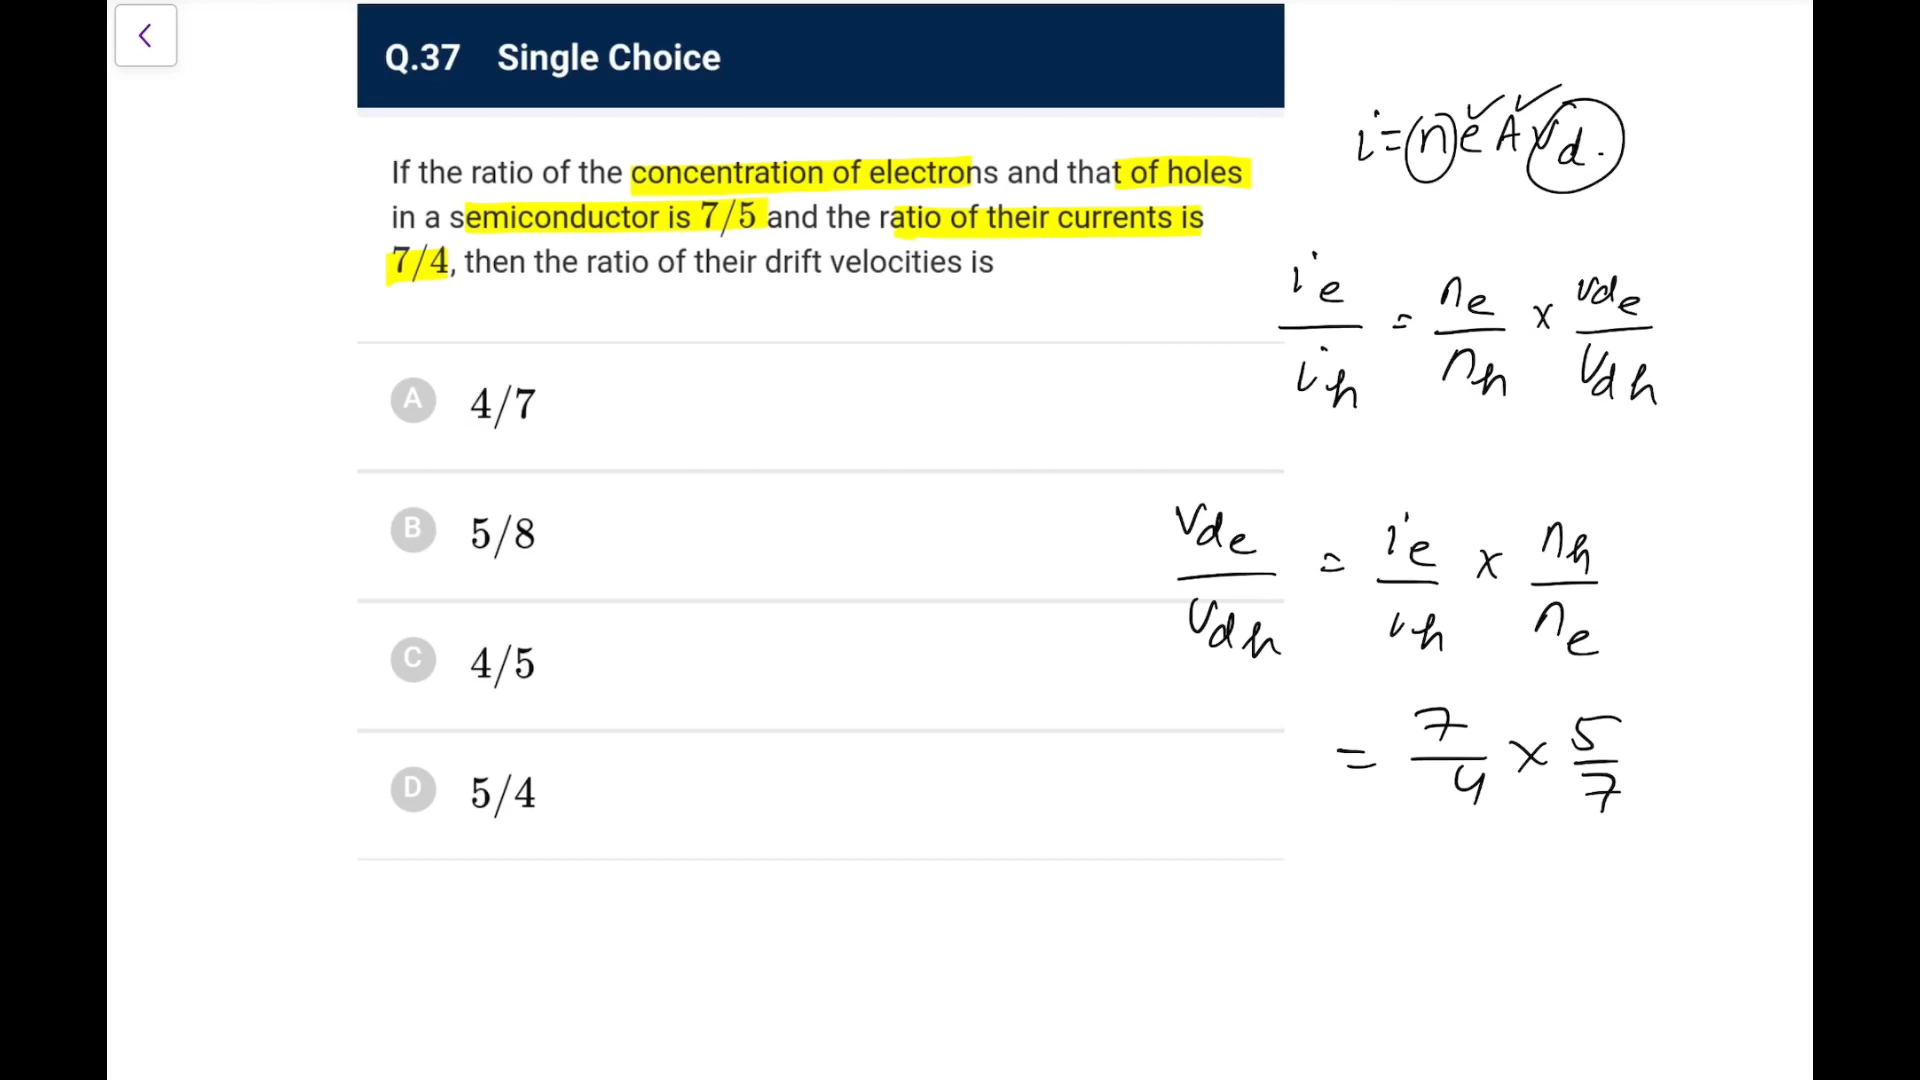 Q.37 Single Choice
If the ratio of the concentration of electrons and that of holes
in a semiconductor is 7/5 and the ratio of their currents is
7/4, then the ratio of their drift velocities is
A 4/7
B 5/8
C 4/5
D 5/4
i = neAVd.
ie/ih = ne/nh × vde/Vdh
Vde/Vdh = ie/ih × nh/ne
= 7/4 × 5/7